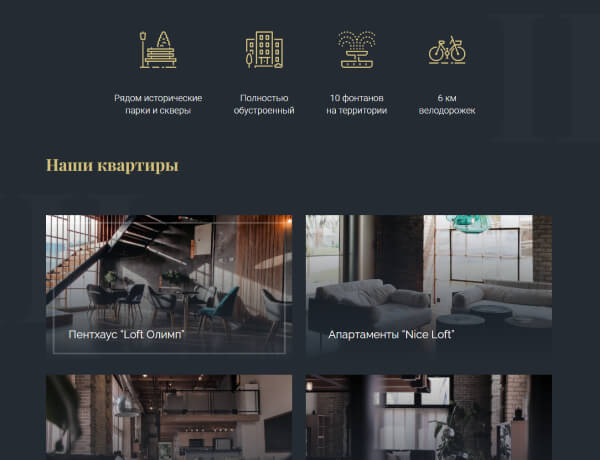 Рядом исторические
парки и скверы
Полностью
обустроенный
10 фонтанов
на территории
6 км
велодорожек
Наши квартиры
Пентхаус “Loft Олимп”
Апартаменты “Nice Loft”